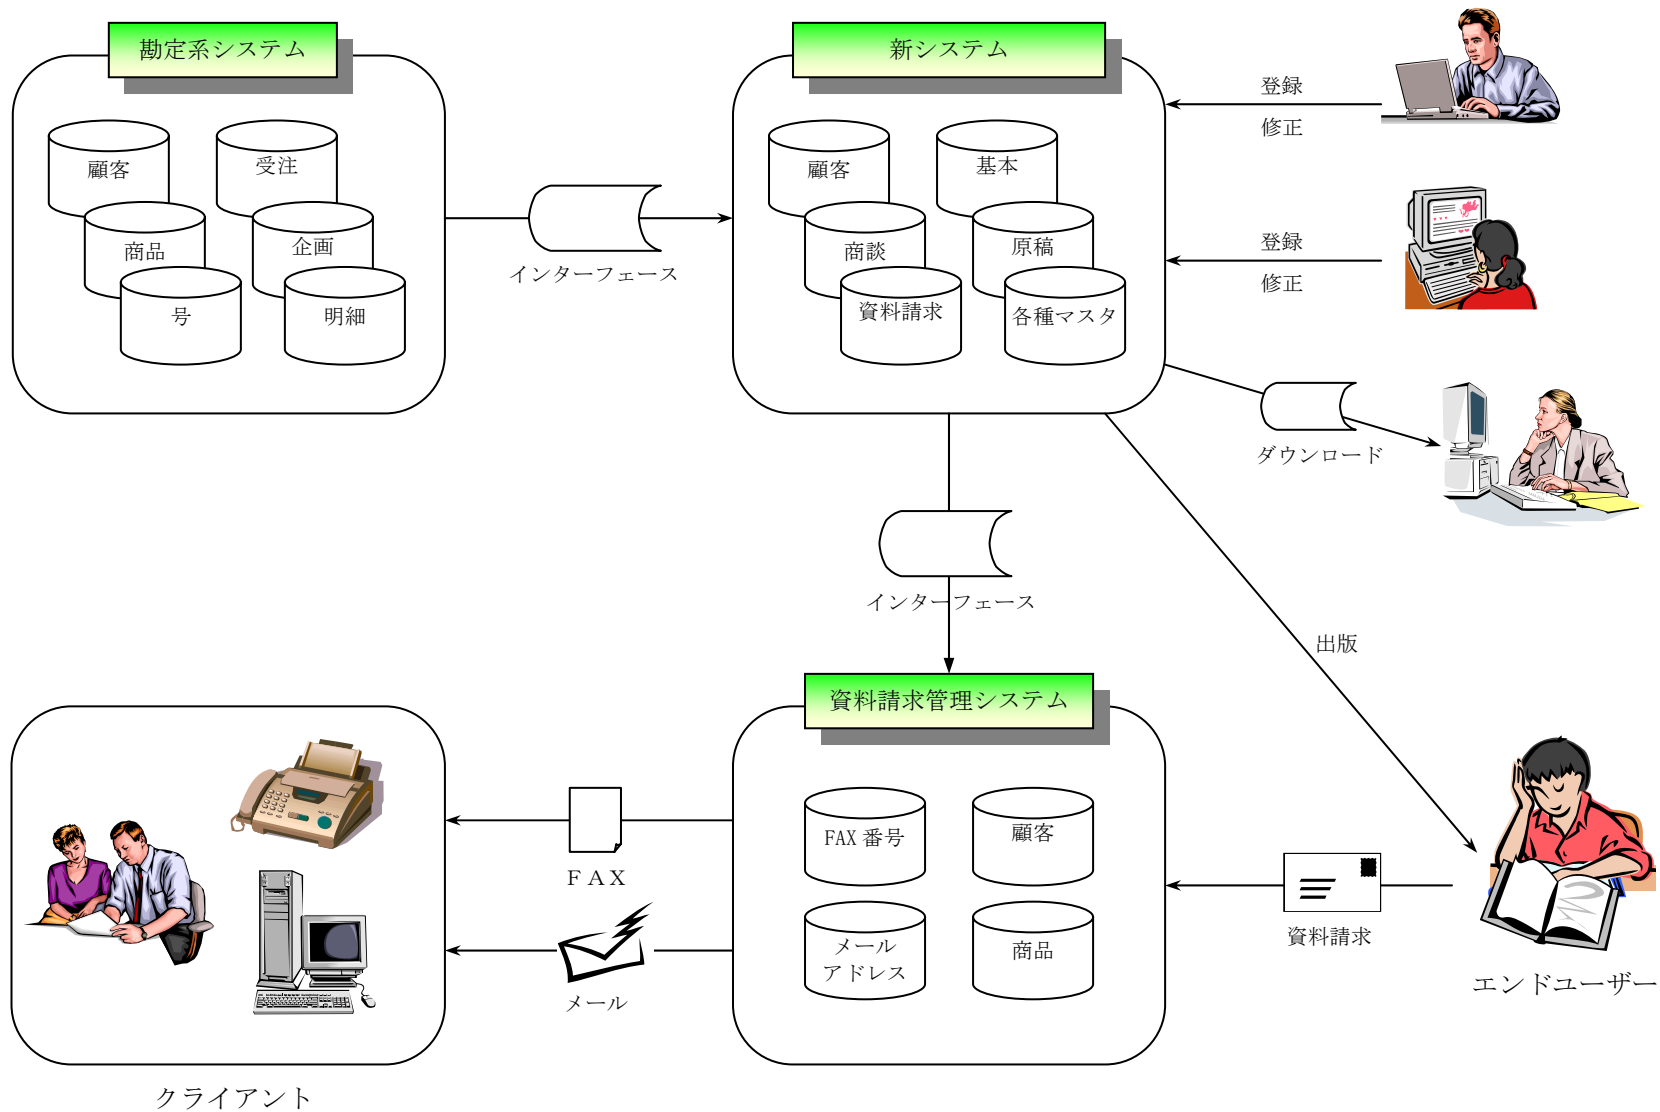 勘定系システム
新システム
顧客
受注
商品
企画
号
明細
インターフェース
顧客
基本
商談
原稿
資料請求
各種マスタ
登録
修正
登録
修正
ダウンロード
インターフェース
出版
資料請求管理システム
FAX 番号
顧客
メール
アドレス
商品
ＦＡＸ
メール
資料請求
エンドユーザー
クライアント